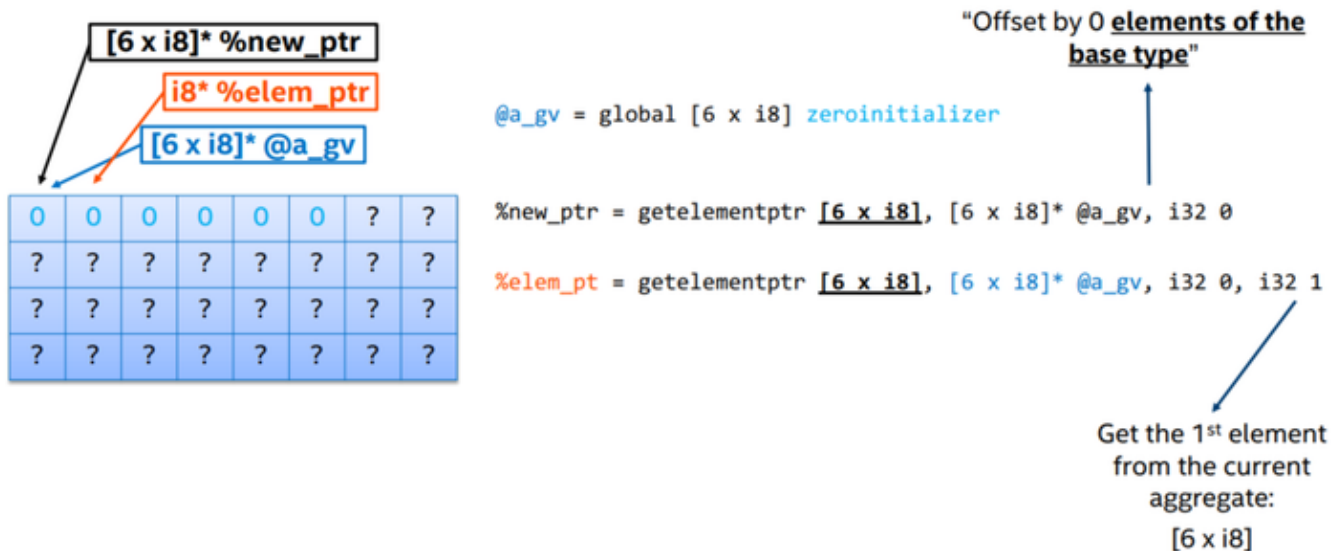 [6 x i8]* %new_ptr
i8* %elem_ptr
[6 x i8]* @a_gv
0 0 0 0 0 0 ? ?
? ? ? ? ? ? ? ?
? ? ? ? ? ? ? ?
? ? ? ? ? ? ? ?
“Offset by 0 elements of the
base type”
@a_gv = global [6 x i8] zeroinitializer
%new_ptr = getelementptr [6 x i8], [6 x i8]* @a_gv, i32 0
%elem_pt = getelementptr [6 x i8], [6 x i8]* @a_gv, i32 0, i32 1
Get the 1st element
from the current
aggregate:
[6 x i8]